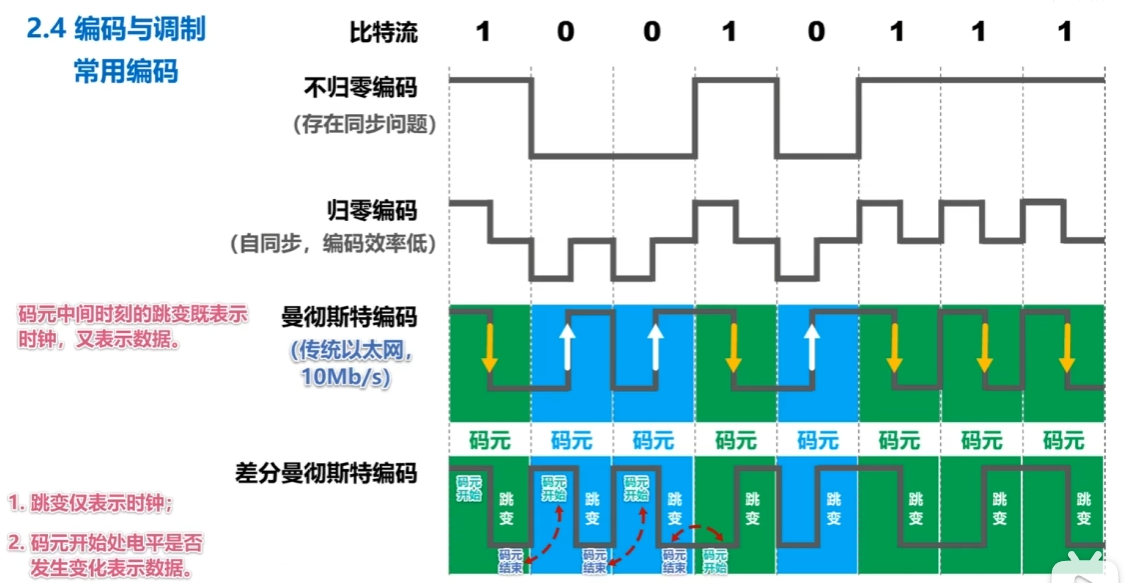 2.4 编码与调制
常用编码
比特流 1 0 0 1 0 1 1 1
不归零编码
(存在同步问题)
归零编码
(自同步，编码效率低)
码元中间时刻的跳变既表示
时钟，又表示数据。
曼彻斯特编码
(传统以太网，
10Mb/s)
码元 码元 码元 码元 码元 码元 码元 码元
差分曼彻斯特编码
1. 跳变仅表示时钟；
2. 码元开始处电平是否
发生变化表示数据。
码元
开始
跳
变
码元
结束
码元
开始
跳
变
码元
结束
码元
开始
跳
变
码元
结束
码元
开始
跳
变
跳
变
跳
变
跳
变
跳
变